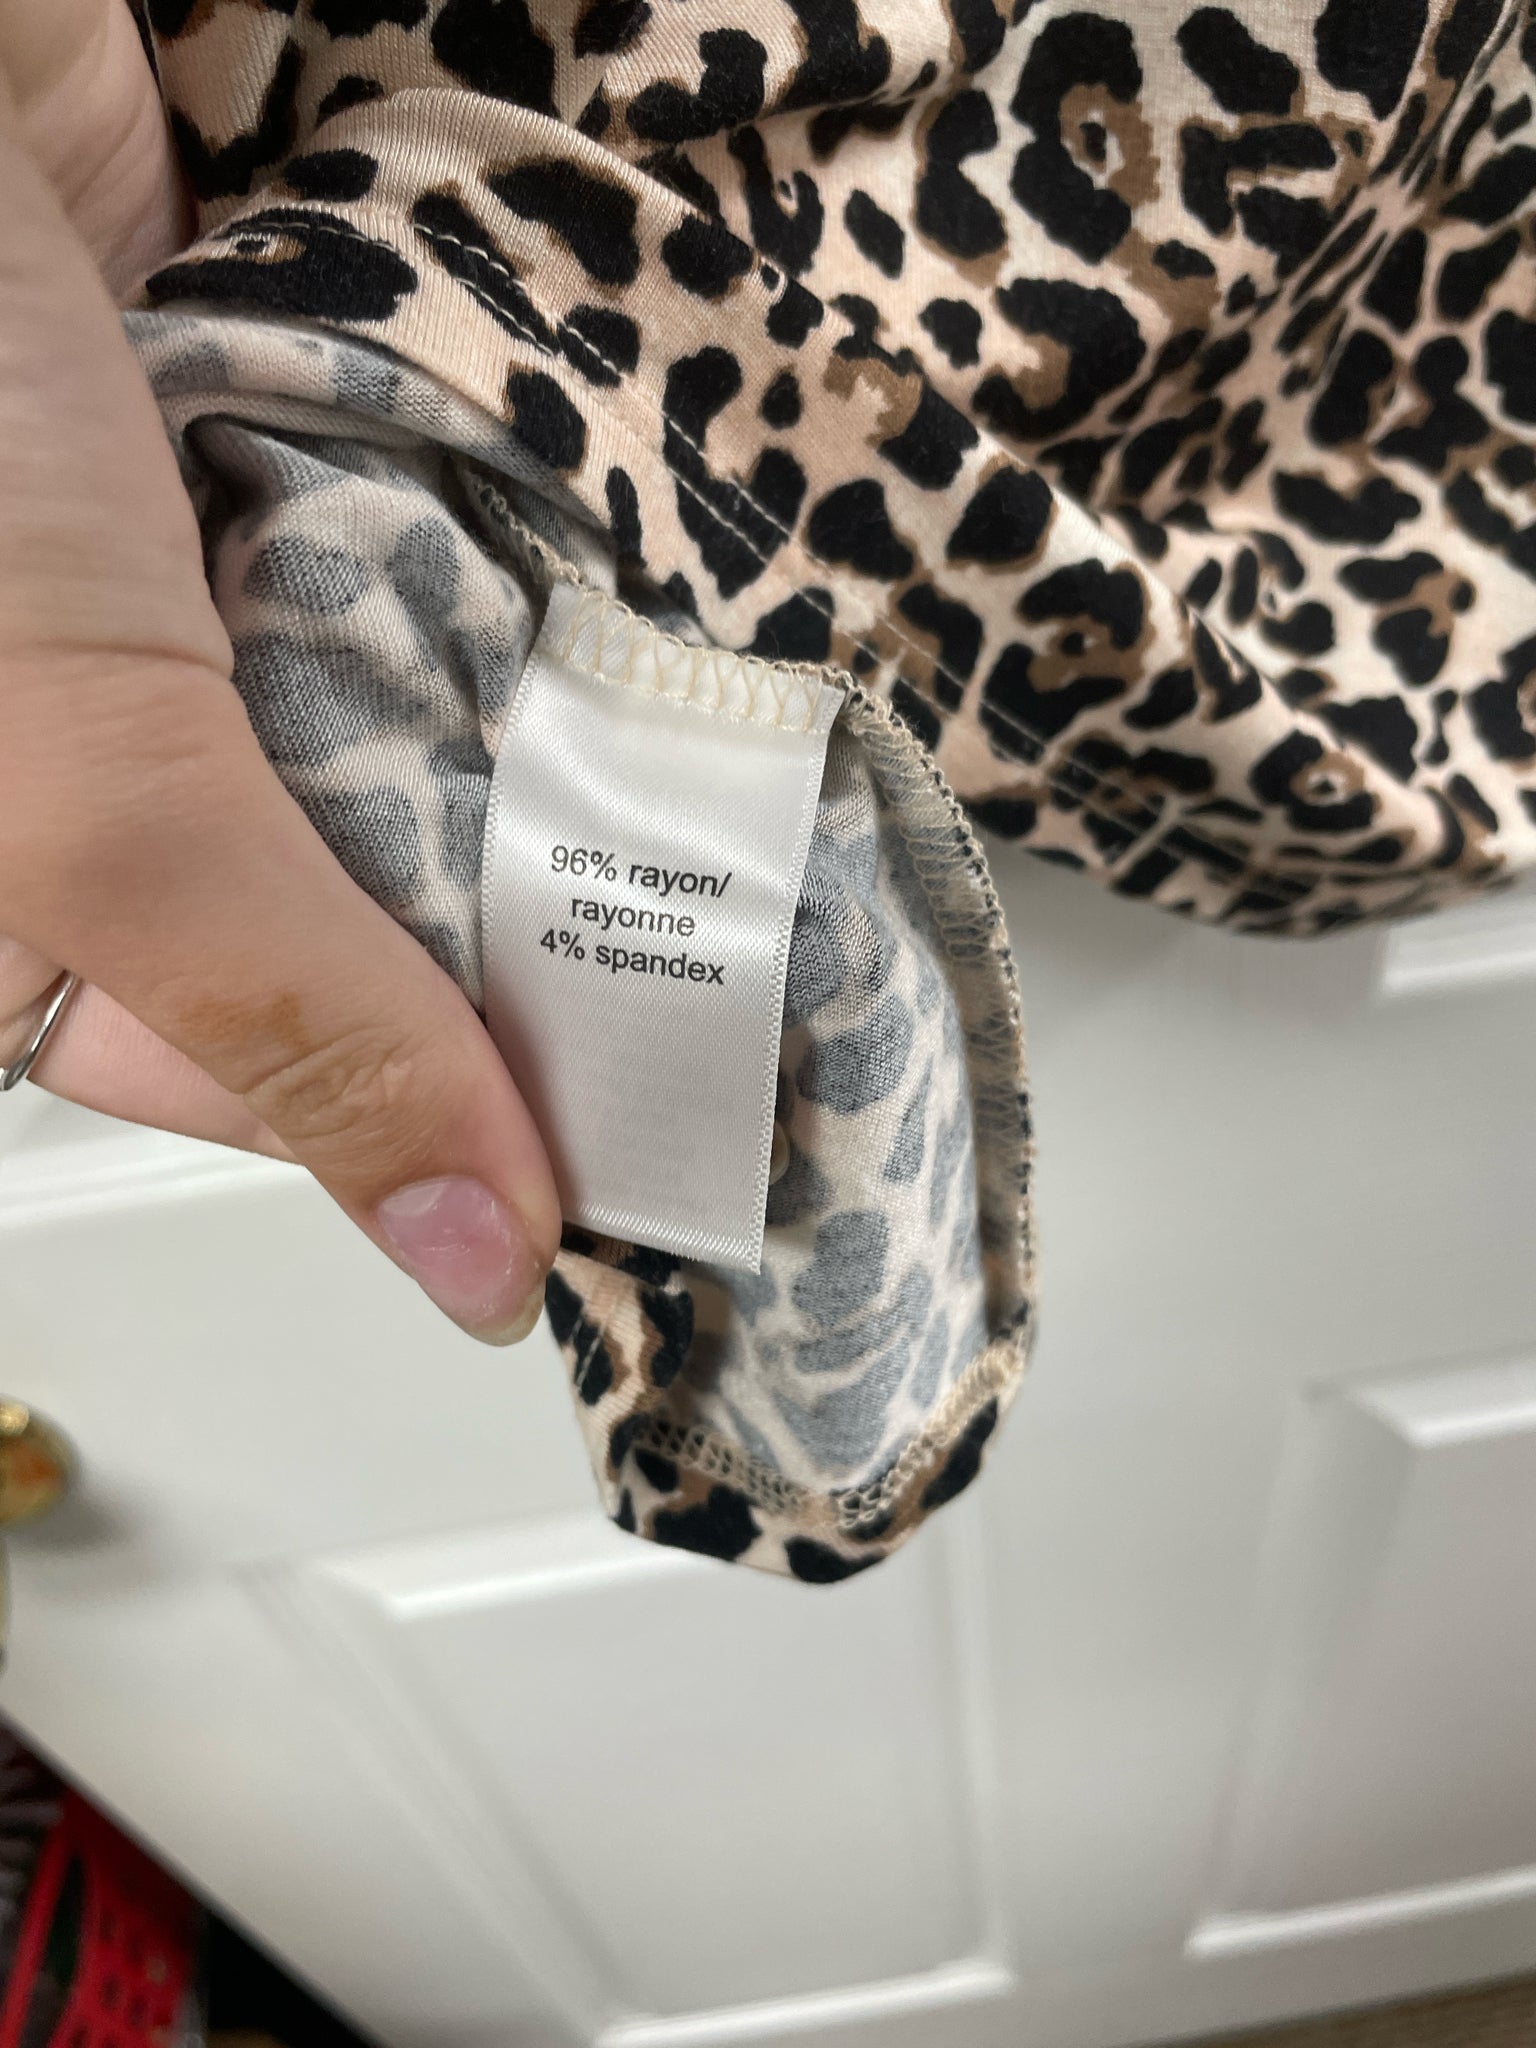 96% rayon/
rayonne
4% spandex